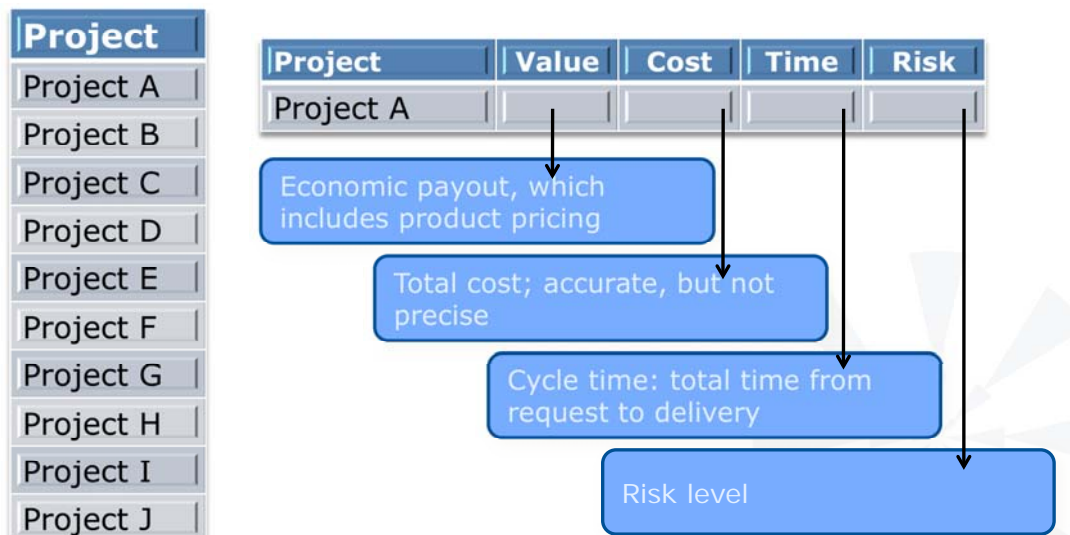 Project
Project A
Project B
Project C
Project D
Project E
Project F
Project G
Project H
Project I
Project J
Project Value Cost Time Risk
Project A
Economic payout, which
includes product pricing
Total cost; accurate, but not
precise
Cycle time: total time from
request to delivery
Risk level